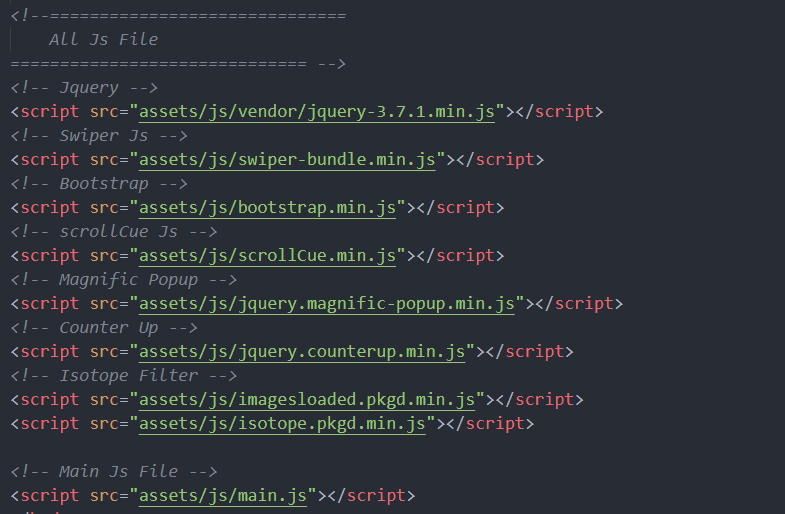 <!--==============================
    All Js File
============================== -->
<!-- Jquery -->
<script src="assets/js/vendor/jquery-3.7.1.min.js"></script>
<!-- Swiper Js -->
<script src="assets/js/swiper-bundle.min.js"></script>
<!-- Bootstrap -->
<script src="assets/js/bootstrap.min.js"></script>
<!-- scrollCue Js -->
<script src="assets/js/scrollCue.min.js"></script>
<!-- Magnific Popup -->
<script src="assets/js/jquery.magnific-popup.min.js"></script>
<!-- Counter Up -->
<script src="assets/js/jquery.counterup.min.js"></script>
<!-- Isotope Filter -->
<script src="assets/js/imagesloaded.pkgd.min.js"></script>
<script src="assets/js/isotope.pkgd.min.js"></script>

<!-- Main Js File -->
<script src="assets/js/main.js"></script>